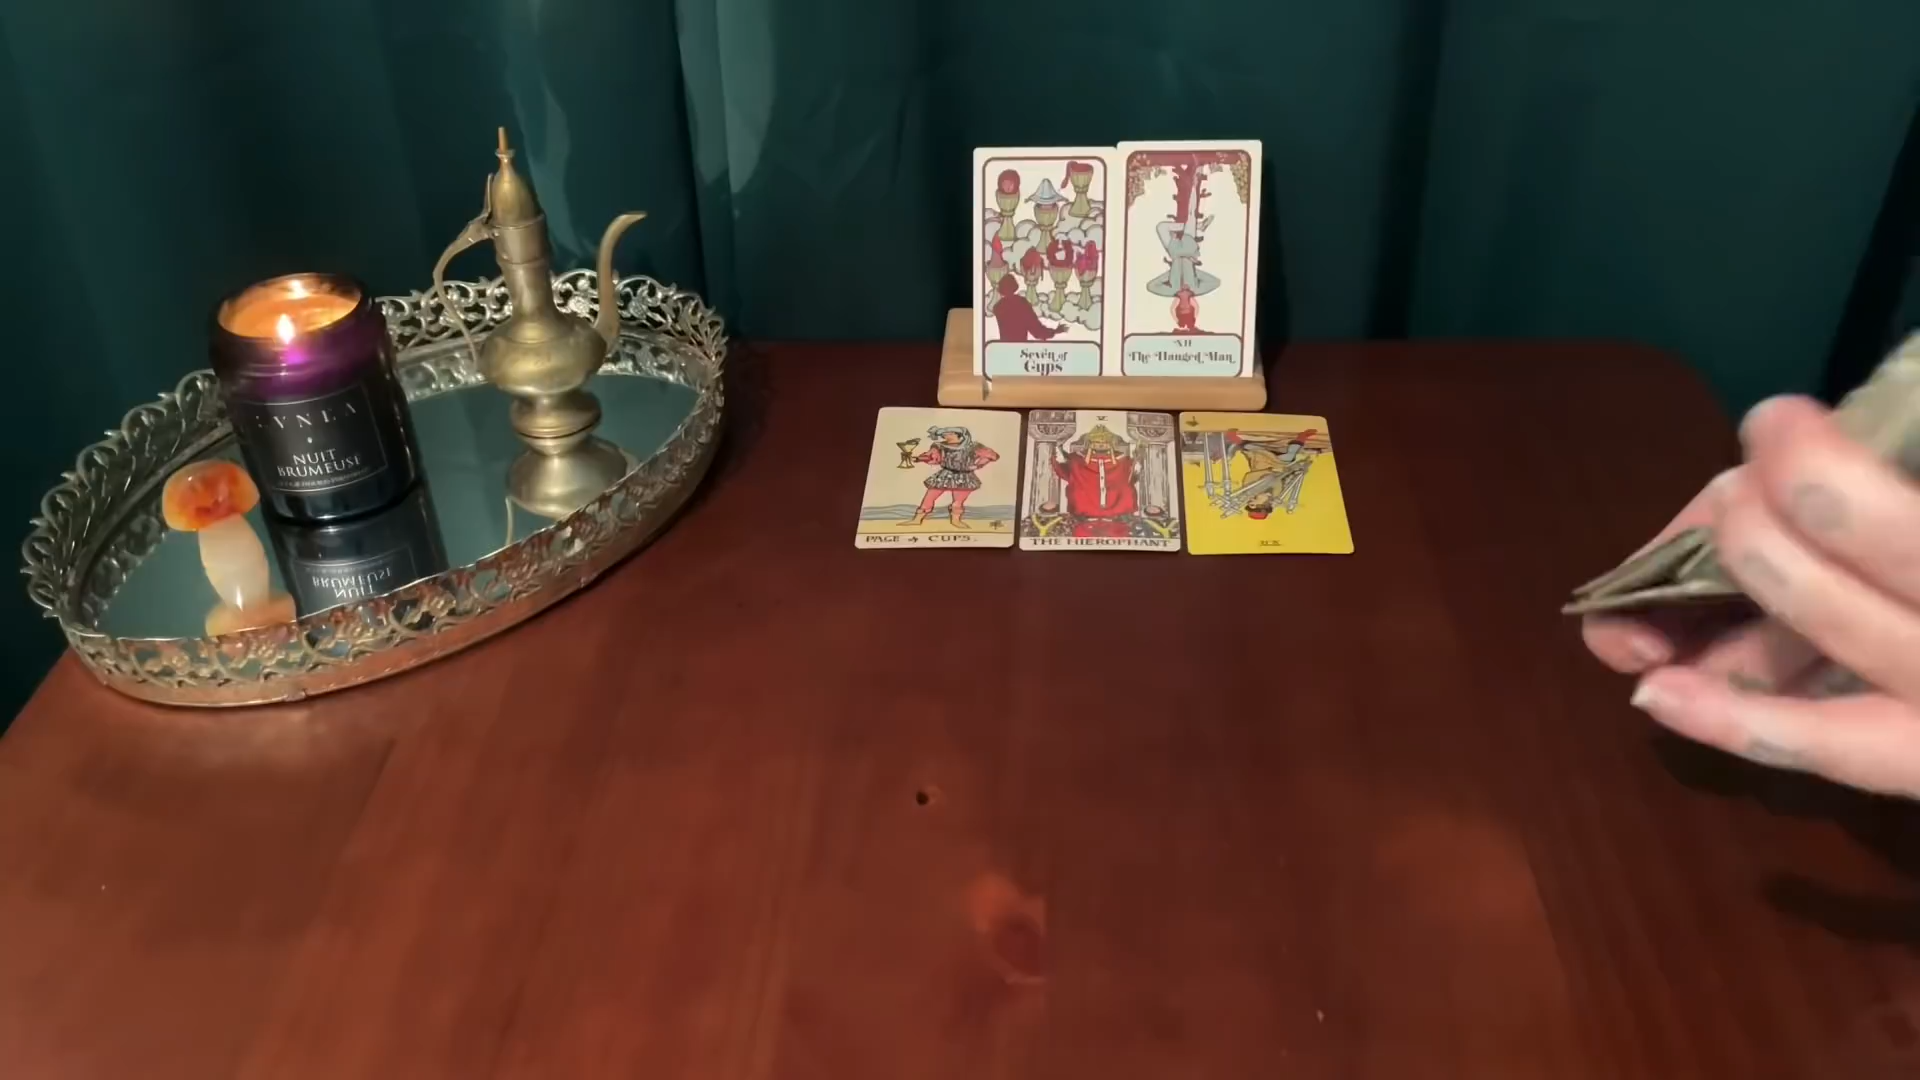 Seven of
Cups
XII
The Hanged Man
NUIT
BRUMEUSE
PAGE of CUPS.
V
THE HIEROPHANT